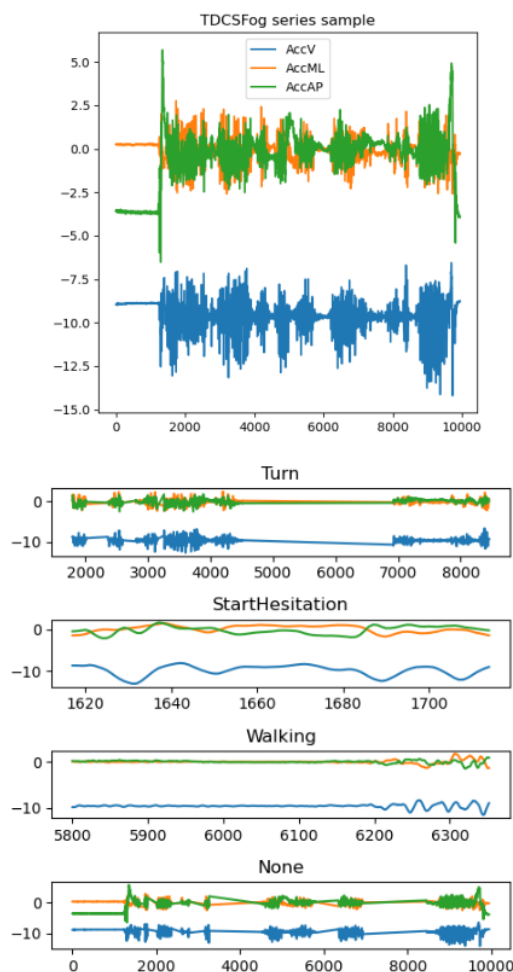 TDCSFog series sample
AccV
AccML
AccAP
5.0
2.5
0.0
−2.5
−5.0
−7.5
−10.0
−12.5
−15.0
0 2000 4000 6000 8000 10000
Turn
0
−10
2000 3000 4000 5000 6000 7000 8000
StartHesitation
0
−10
1620 1640 1660 1680 1700
Walking
0
−10
5800 5900 6000 6100 6200 6300
None
0
−10
0 2000 4000 6000 8000 10000